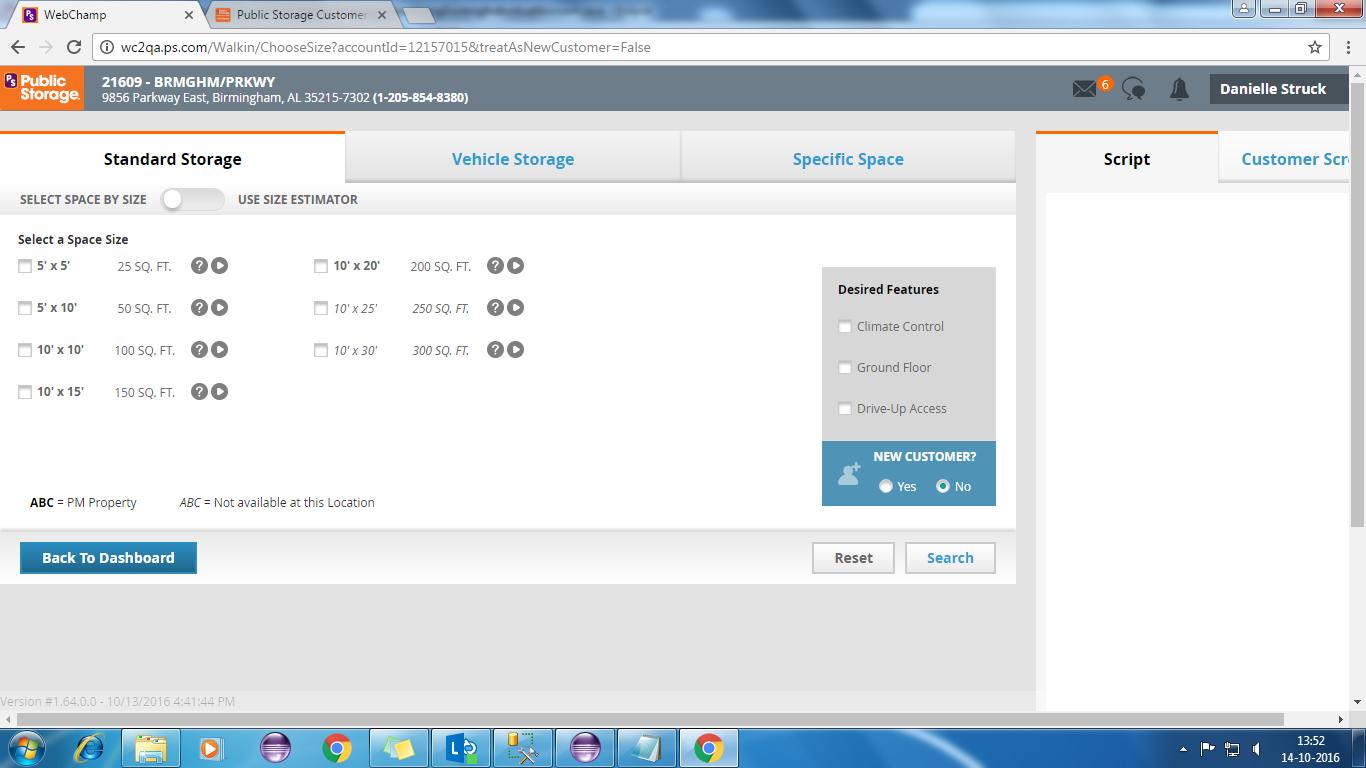 WebChamp
Public Storage Customer
wc2qa.ps.com/Walkin/ChooseSize?accountId=12157015&treatAsNewCustomer=False
PS Public Storage.
21609 - BRMGHM/PRKWY
9856 Parkway East, Birmingham, AL 35215-7302 (1-205-854-8380)
6
Danielle Struck
Standard Storage
Vehicle Storage
Specific Space
Script
Customer Scr
SELECT SPACE BY SIZE
USE SIZE ESTIMATOR
Select a Space Size
5' x 5' 25 SQ. FT. ?
10' x 20' 200 SQ. FT. ?
5' x 10' 50 SQ. FT. ?
10' x 25' 250 SQ. FT. ?
10' x 10' 100 SQ. FT. ?
10' x 30' 300 SQ. FT. ?
10' x 15' 150 SQ. FT. ?
Desired Features
Climate Control
Ground Floor
Drive-Up Access
NEW CUSTOMER?
Yes
No
ABC = PM Property
ABC = Not available at this Location
Back To Dashboard
Reset
Search
Version #1.64.0.0 - 10/13/2016 4:41:44 PM
13:52
14-10-2016